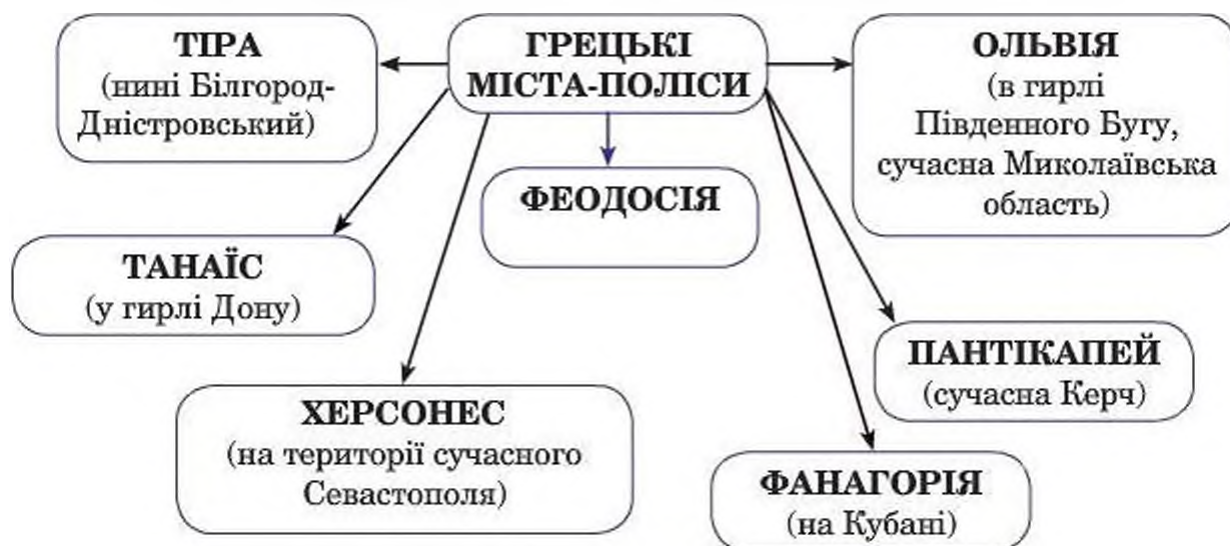 ТІРА
(нині Білгород-
Дністровський)
ГРЕЦЬКІ
МІСТА-ПОЛІСИ
ОЛЬВІЯ
(в гирлі
Південного Бугу,
сучасна Миколаївська
область)
ФЕОДОСІЯ
ТАНАЇС
(у гирлі Дону)
ПАНТІКАПЕЙ
(сучасна Керч)
ХЕРСОНЕС
(на території сучасного
Севастополя)
ФАНАГОРІЯ
(на Кубані)